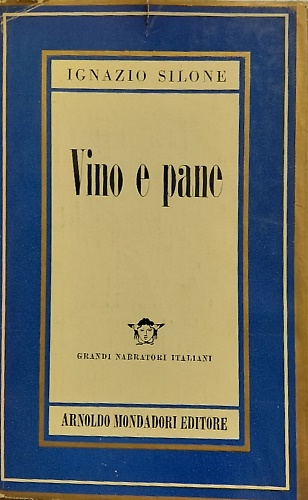 IGNAZIO SILONE
Vino e pane
GRANDI NARRATORI ITALIANI
ARNOLDO MONDADORI EDITORE